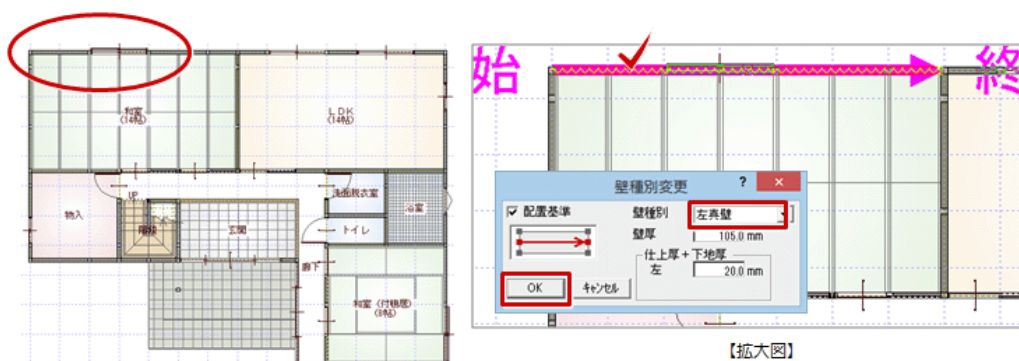 和室
(14帖)
LDK
(14帖)
物入
UP
階段
玄関
洗面脱衣室
浴室
トイレ
廊下
和室 (付鴨居)
(8帖)
始
終
壁種別変更
?
×
配置基準
壁種別
左真壁
壁厚
105.0 mm
仕上厚+下地厚
左
20.0 mm
OK
キャンセル
【拡大図】